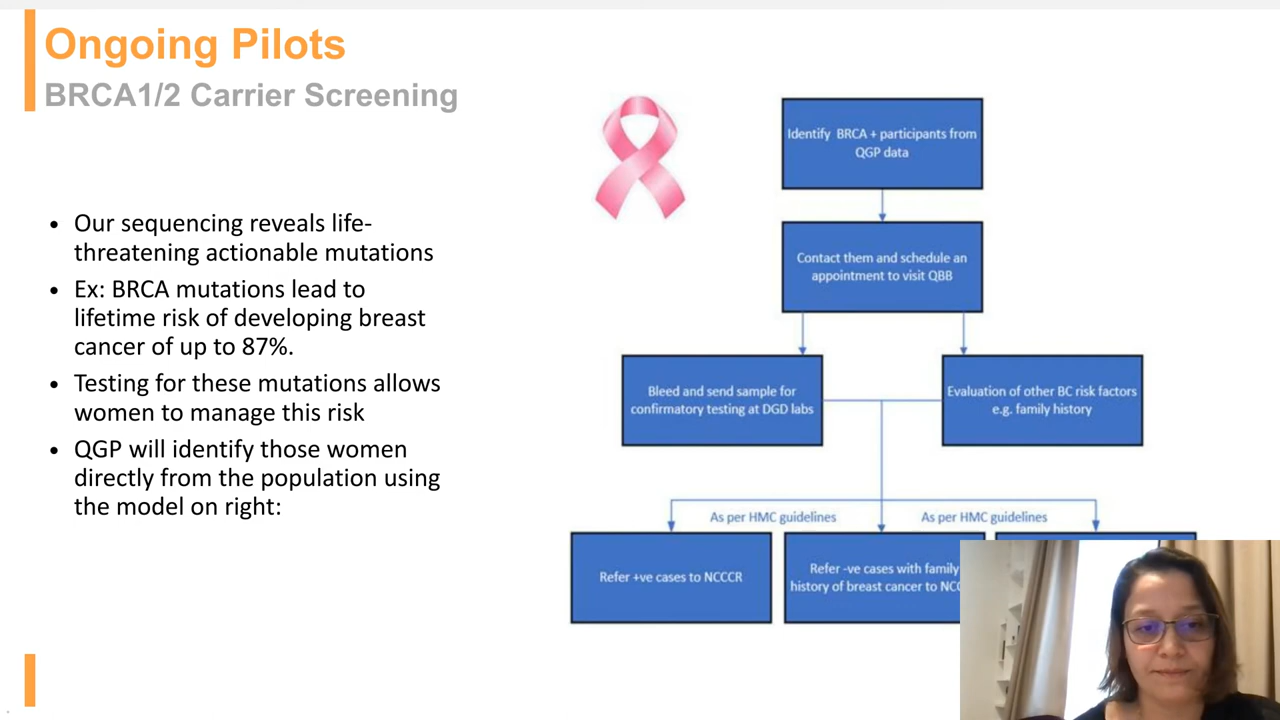 Ongoing Pilots
BRCA1/2 Carrier Screening
• Our sequencing reveals life-
threatening actionable mutations
• Ex: BRCA mutations lead to
lifetime risk of developing breast
cancer of up to 87%.
• Testing for these mutations allows
women to manage this risk
• QGP will identify those women
directly from the population using
the model on right:
Identify BRCA + participants from
QGP data
Contact them and schedule an
appointment to visit QBB
Bleed and send sample for
confirmatory testing at DGD labs
Evaluation of other BC risk factors
e.g. family history
As per HMC guidelines
As per HMC guidelines
Refer +ve cases to NCCCR
Refer -ve cases with family
history of breast cancer to